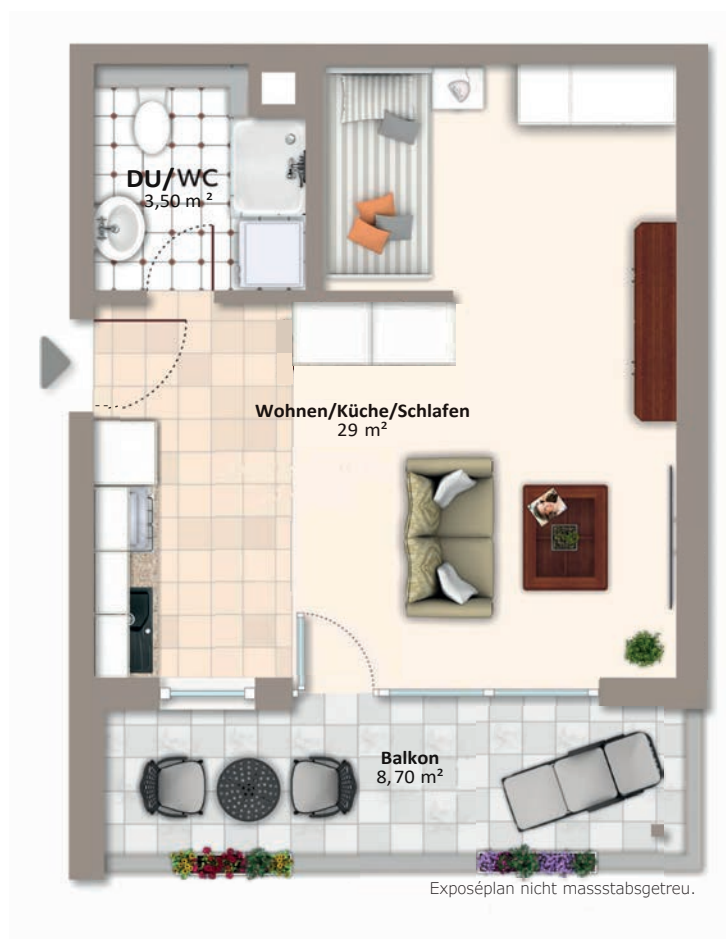 DU/WC
3,50 m²
Wohnen/Küche/Schlafen
29 m²
Balkon
8,70 m²
Exposéplan nicht massstabsgetreu.